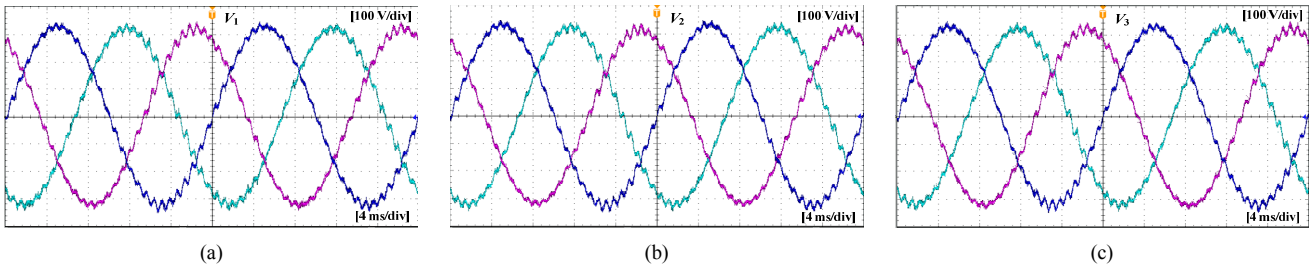 T
V1
[100 V/div]
[4 ms/div]
(a)
T
V2
[100 V/div]
[4 ms/div]
(b)
T
V3
[100 V/div]
[4 ms/div]
(c)